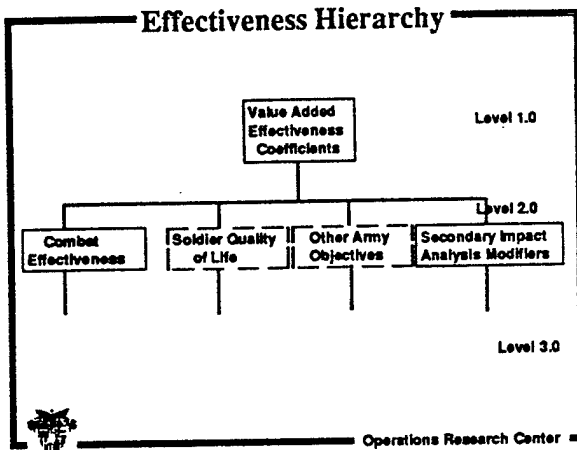 Effectiveness Hierarchy
Level 1.0
Value Added
Effectiveness
Coefficients
Level 2.0
Combat
Effectiveness
Soldier Quality
of Life
Other Army
Objectives
Secondary Impact
Analysis Modifiers
Level 3.0
Operations Research Center